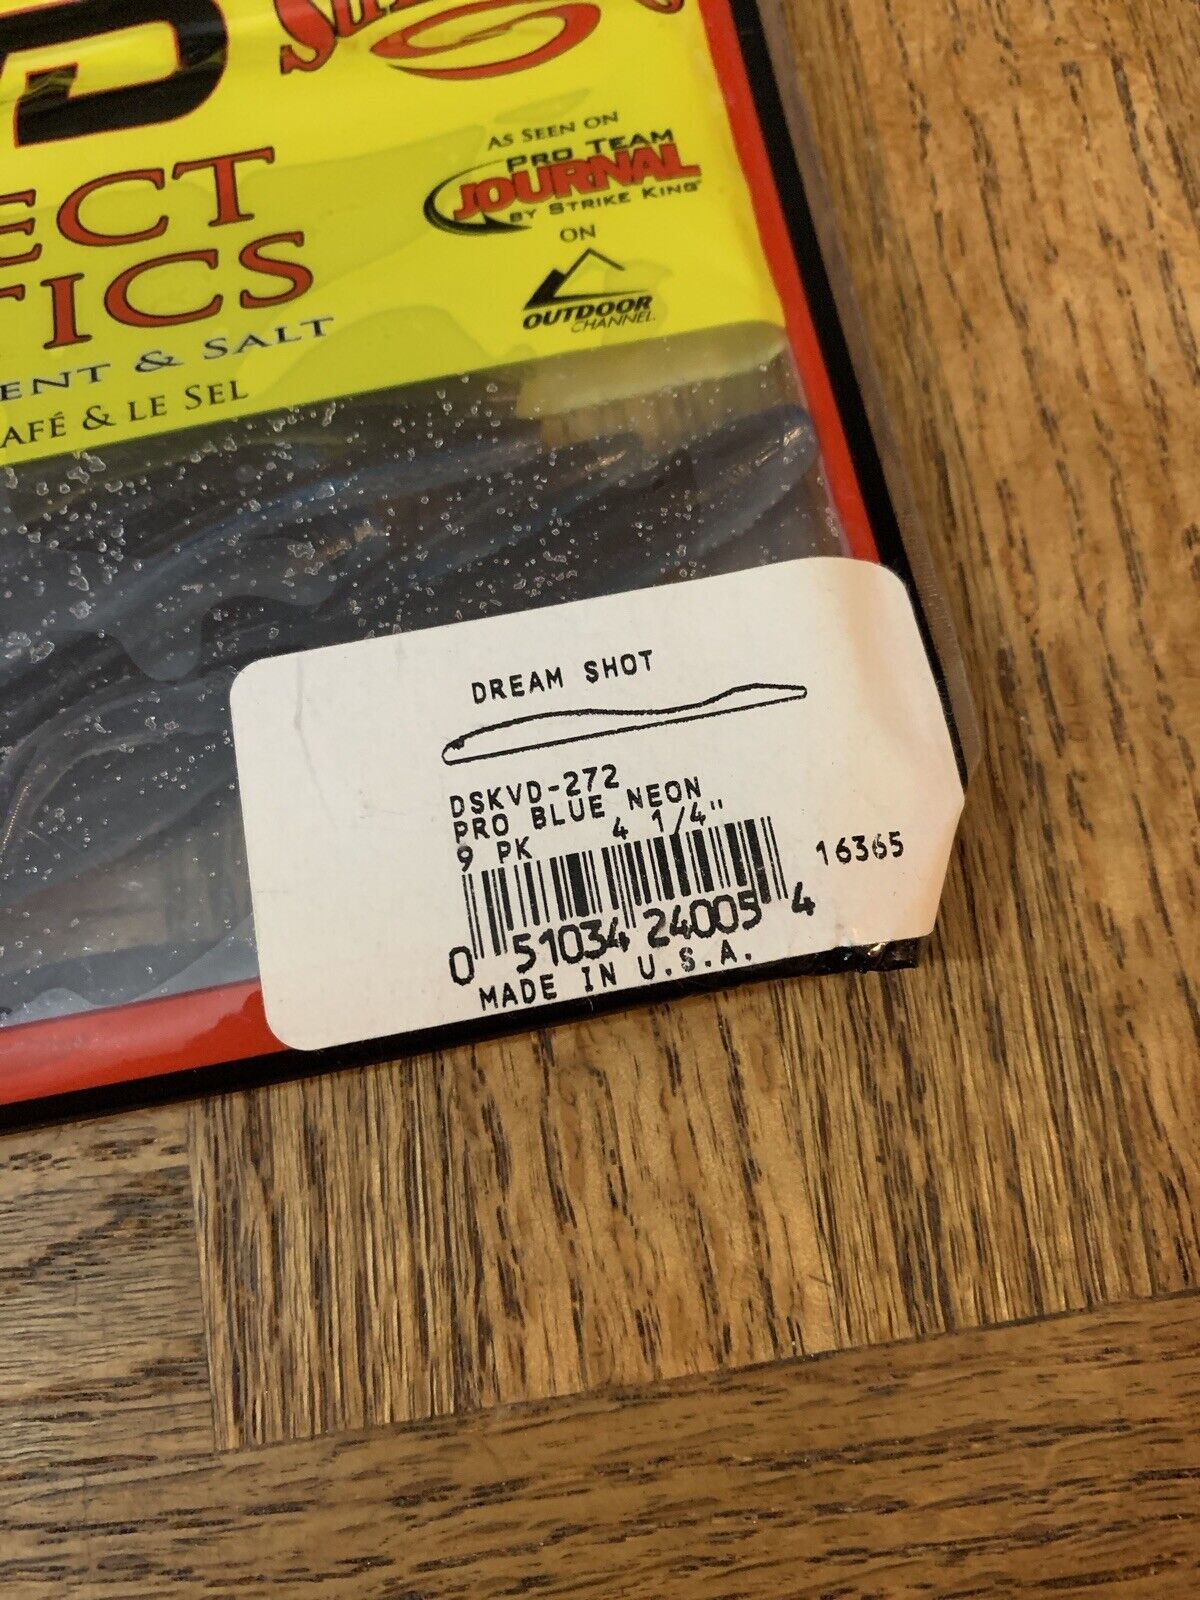 AS SEEN ON
PRO TEAM
JOURNAL
BY STRIKE KING
ON
OUTDOOR
CHANNEL
ECT
TICS
ENT & SALT
AFÉ & LE SEL
DREAM SHOT
DSKVD-272
PRO BLUE NEON
9 PK 4 1/4"
16365
0 51034 24005 4
MADE IN U.S.A.